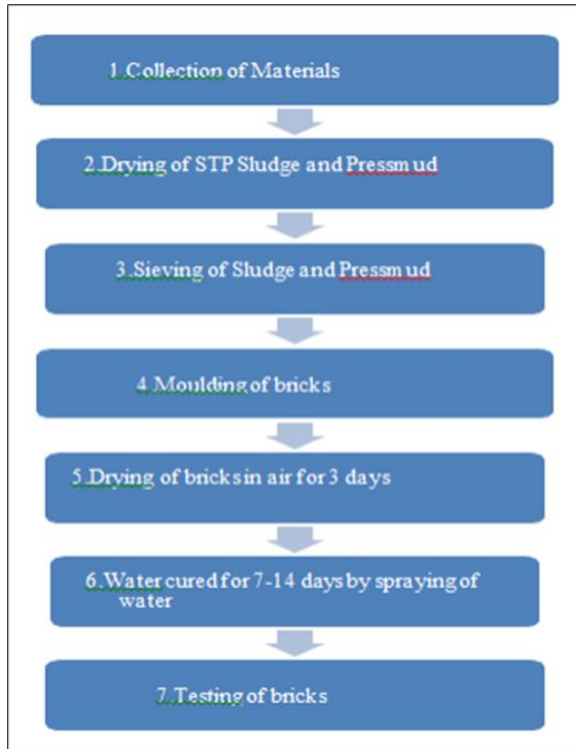 1.Collection of Materials
2.Drying of STP Sludge and Pressmud
3.Sieving of Sludge and Pressmud
4.Moulding of bricks
5.Drying of bricks in air for 3 days
6.Water cured for 7-14 days by spraying of
water
7.Testing of bricks